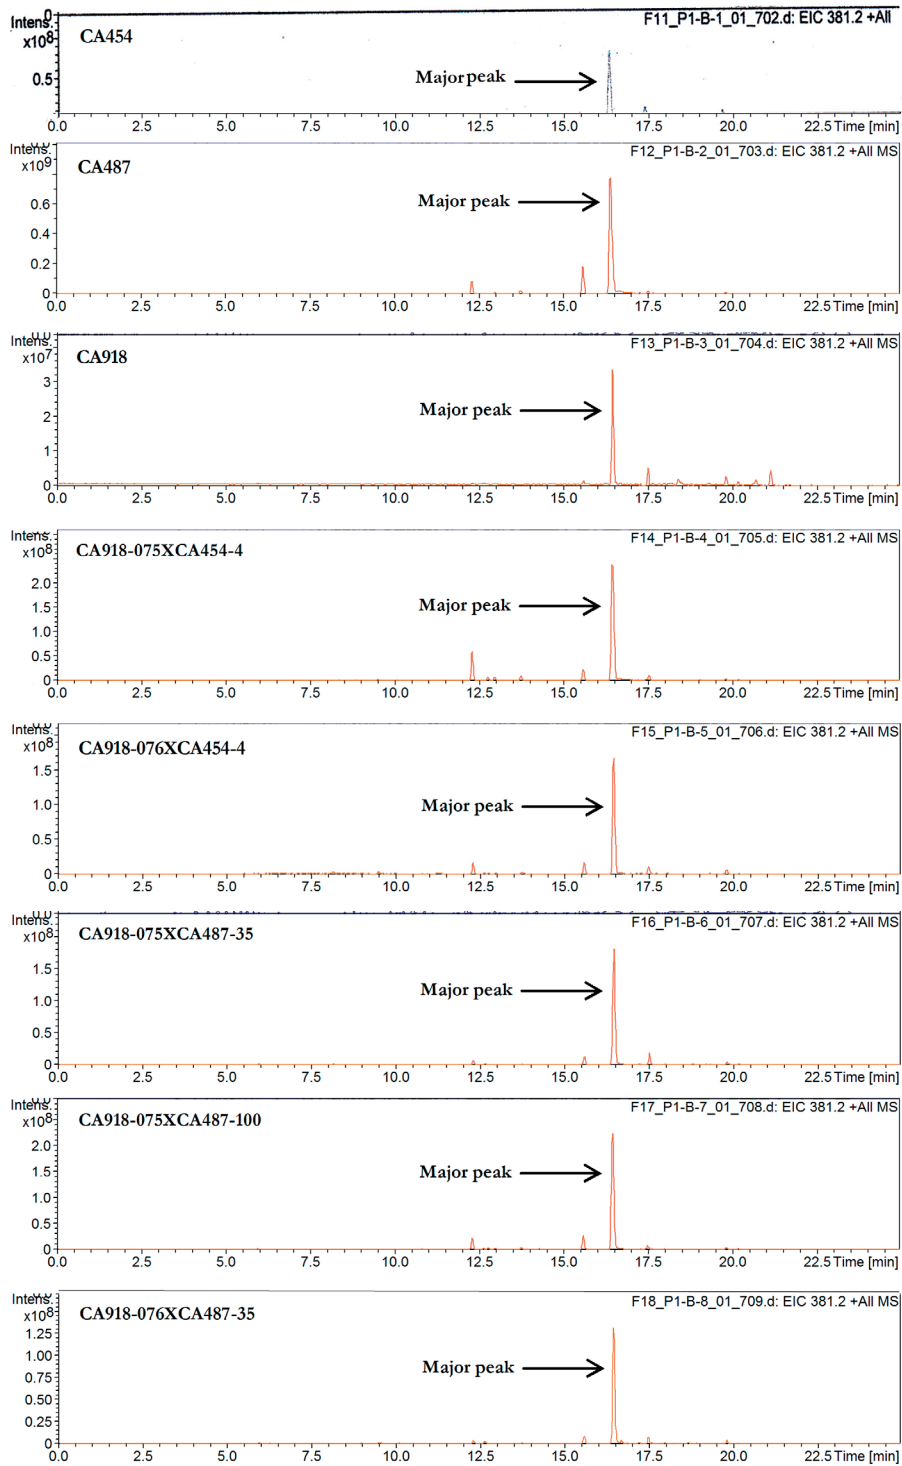 Intens. F11_P1-B-1_01_702.d: EIC 381.2 +All
x10⁸ CA454
0.5
Major peak
0.0 2.5 5.0 7.5 10.0 12.5 15.0 17.5 20.0 22.5 Time [min]
Intens. F12_P1-B-2_01_703.d: EIC 381.2 +All MS
x10⁹ CA487
0.6
Major peak
0.4
0.2
0
0.0 2.5 5.0 7.5 10.0 12.5 15.0 17.5 20.0 22.5 Time [min]
Intens. F13_P1-B-3_01_704.d: EIC 381.2 +All MS
x10⁷ CA918
3
Major peak
2
1
0
0.0 2.5 5.0 7.5 10.0 12.5 15.0 17.5 20.0 22.5 Time [min]
Intens. F14_P1-B-4_01_705.d: EIC 381.2 +All MS
x10⁸ CA918-075XCA454-4
2.0
1.5 Major peak
1.0
0.5
0
0.0 2.5 5.0 7.5 10.0 12.5 15.0 17.5 20.0 22.5 Time [min]
Intens. F15_P1-B-5_01_706.d: EIC 381.2 +All MS
x10⁸ CA918-076XCA454-4
1.5
1.0 Major peak
0.5
0
0.0 2.5 5.0 7.5 10.0 12.5 15.0 17.5 20.0 22.5 Time [min]
Intens. F16_P1-B-6_01_707.d: EIC 381.2 +All MS
x10⁸ CA918-075XCA487-35
1.5
Major peak
1.0
0.5
0
0.0 2.5 5.0 7.5 10.0 12.5 15.0 17.5 20.0 22.5 Time [min]
Intens. F17_P1-B-7_01_708.d: EIC 381.2 +All MS
x10⁸ CA918-075XCA487-100
2.0
1.5 Major peak
1.0
0.5
0
0.0 2.5 5.0 7.5 10.0 12.5 15.0 17.5 20.0 22.5 Time [min]
Intens. F18_P1-B-8_01_709.d: EIC 381.2 +All MS
x10⁸ CA918-076XCA487-35
1.25
1.00
Major peak
0.75
0.50
0.25
0
0.0 2.5 5.0 7.5 10.0 12.5 15.0 17.5 20.0 22.5 Time [min]